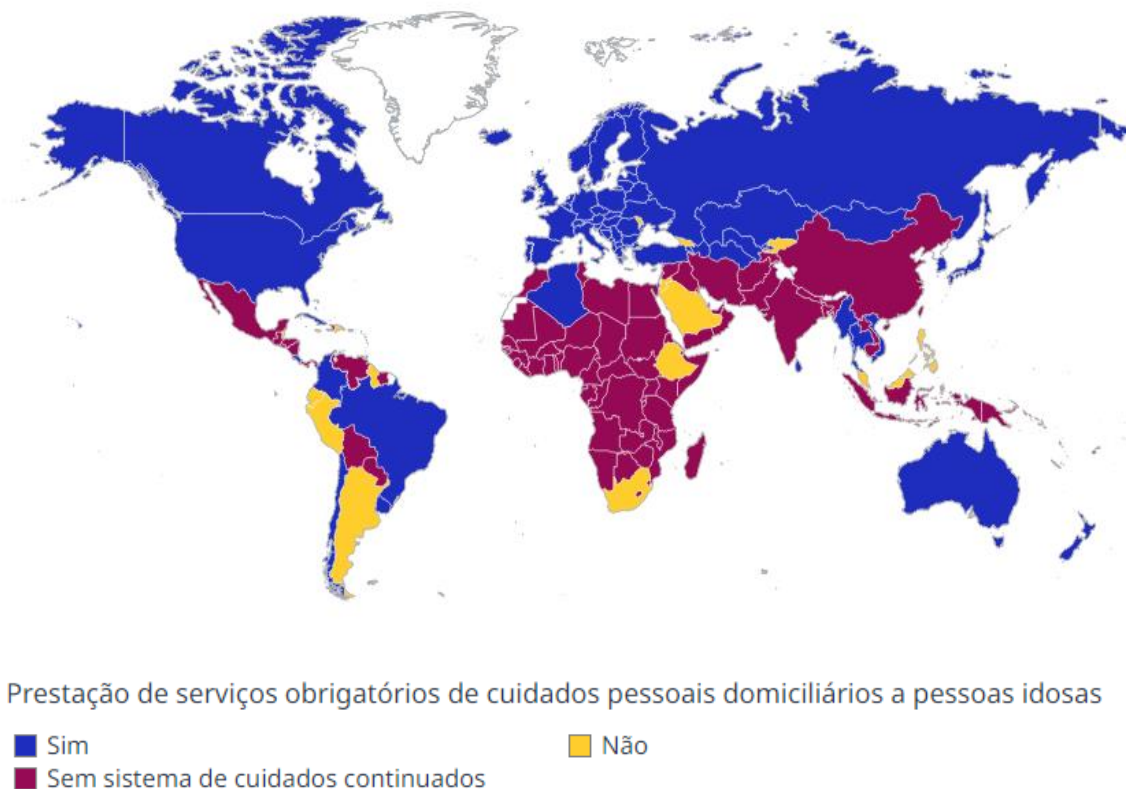 Prestação de serviços obrigatórios de cuidados pessoais domiciliários a pessoas idosas
Sim
Não
Sem sistema de cuidados continuados